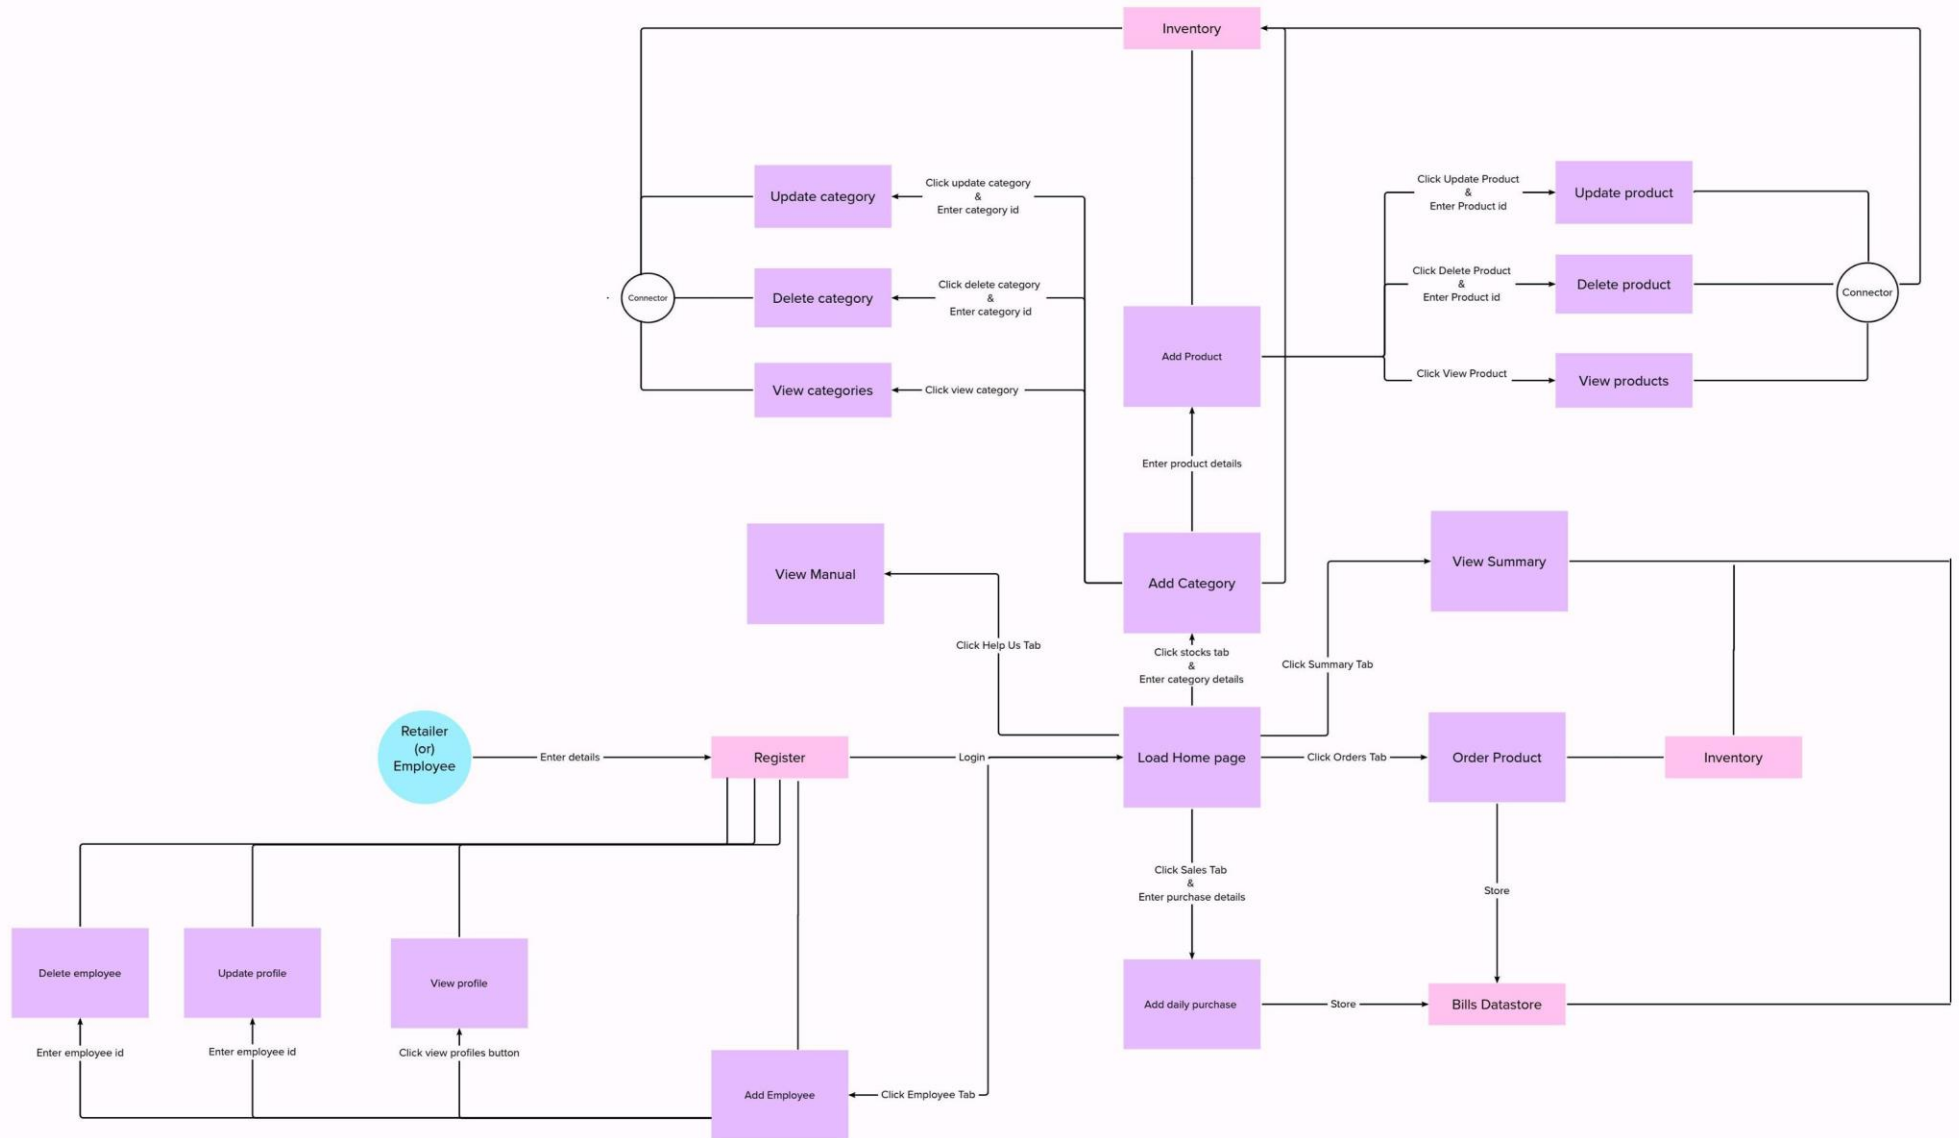 Inventory
Update category
Click update category
&
Enter category id
Click Update Product
&
Enter Product id
Update product
Connector
Delete category
Click delete category
&
Enter category id
Click Delete Product
&
Enter Product id
Delete product
Connector
Add Product
View categories
Click view category
Click View Product
View products
Enter product details
View Manual
Add Category
View Summary
Click Help Us Tab
Click stocks tab
&
Enter category details
Click Summary Tab
Retailer
(or)
Employee
Enter details
Register
Login
Load Home page
Click Orders Tab
Order Product
Inventory
Click Sales Tab
&
Enter purchase details
Store
Delete employee
Update profile
View profile
Add daily purchase
Store
Bills Datastore
Enter employee id
Enter employee id
Click view profiles button
Add Employee
Click Employee Tab